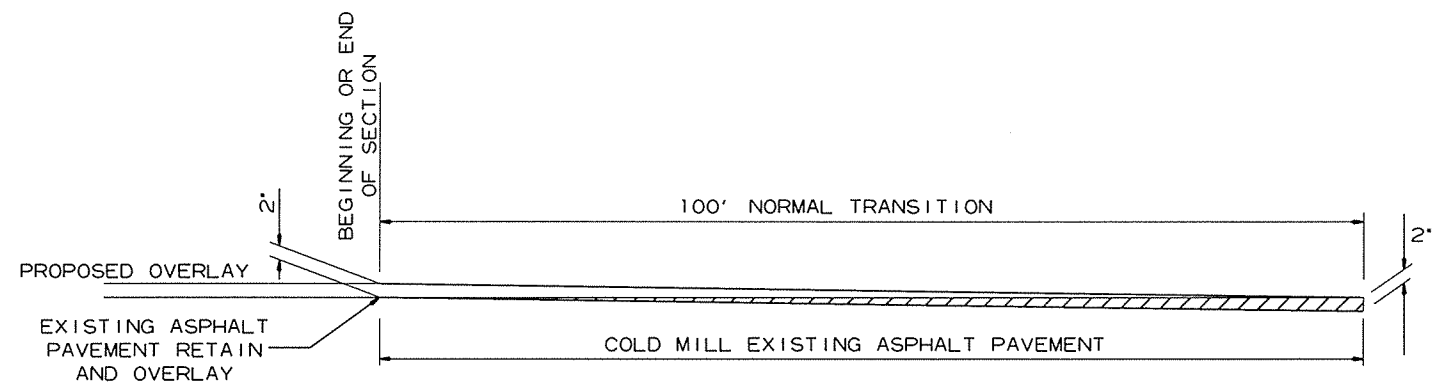 BEGINNING OR END
OF SECTION
2"
100' NORMAL TRANSITION
2"
PROPOSED OVERLAY
EXISTING ASPHALT
PAVEMENT RETAIN
AND OVERLAY
COLD MILL EXISTING ASPHALT PAVEMENT